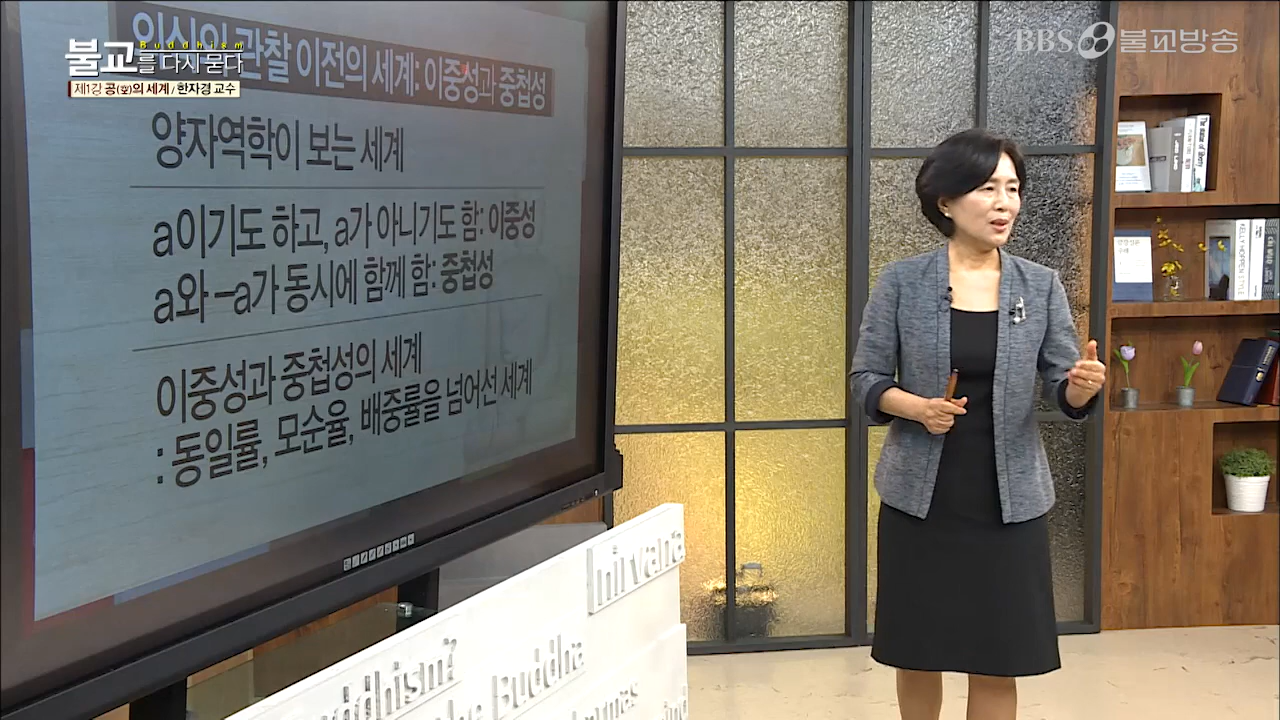 Buddhism
불교를 다시 묻다
제1강 공(空)의 세계 / 한자경 교수
BBS 불교방송
관찰 이전의 세계: 이중성과 중첩성
양자역학이 보는 세계
a이기도 하고, a가 아니기도 함: 이중성
a와 –a가 동시에 함께 함: 중첩성
이중성과 중첩성의 세계
: 동일률, 모순율, 배중률을 넘어선 세계
Nirvana
Buddha
KELLY HOPPEN STYLE